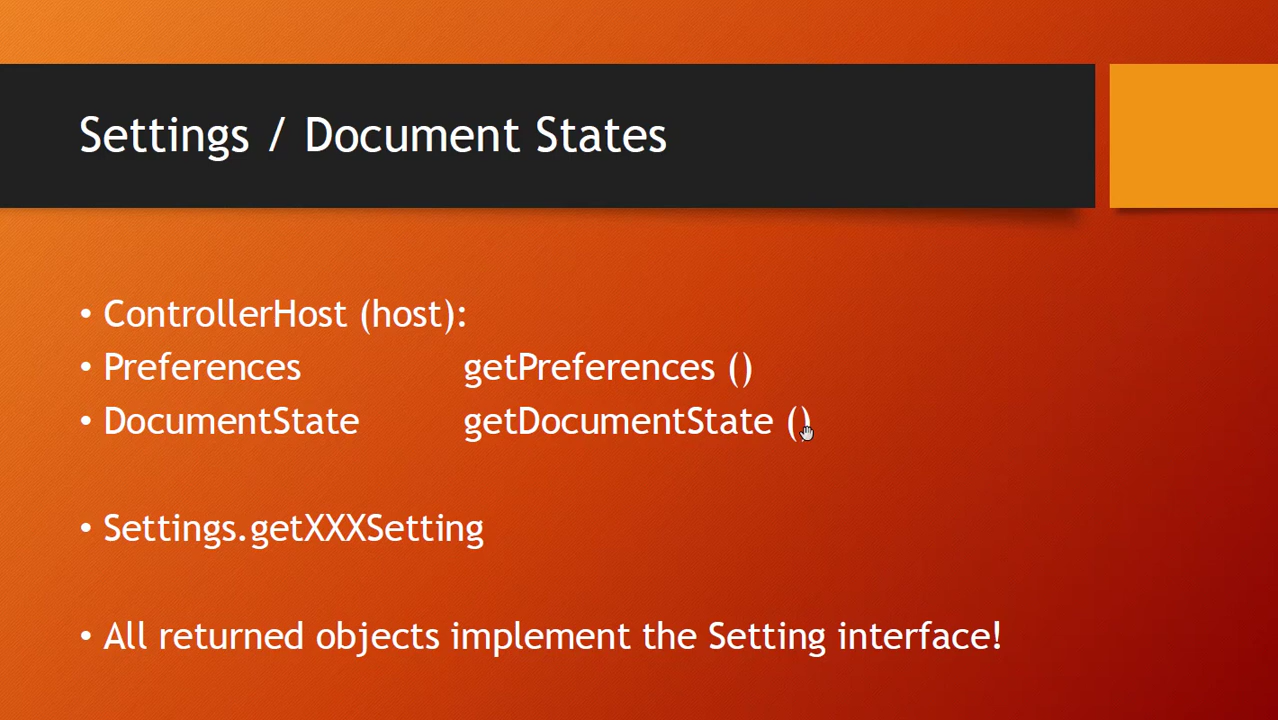 Settings / Document States
• ControllerHost (host):
• Preferences getPreferences ()
• DocumentState getDocumentState ()
• Settings.getXXXSetting
• All returned objects implement the Setting interface!